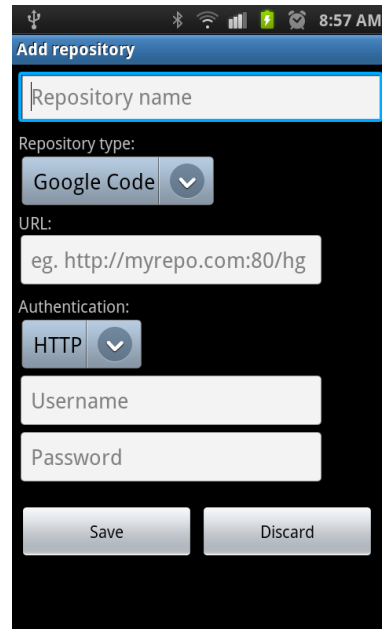 8:57 AM
Add repository
Repository name
Repository type:
Google Code
URL:
eg. http://myrepo.com:80/hg
Authentication:
HTTP
Username
Password
Save Discard